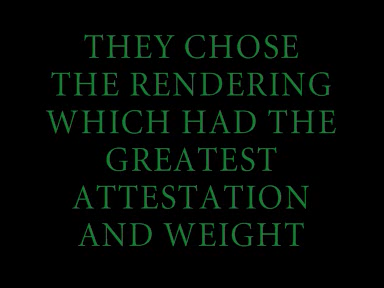 THEY CHOSE
THE RENDERING
WHICH HAD THE
GREATEST
ATTESTATION
AND WEIGHT